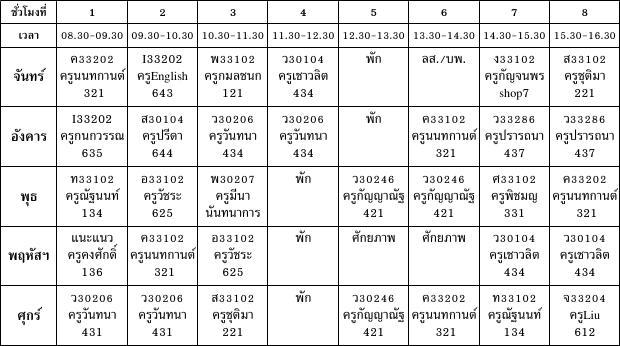 ชั่วโมงที่ 1 2 3 4 5 6 7 8
เวลา 08.30-09.30 09.30-10.30 10.30-11.30 11.30-12.30 12.30-13.30 13.30-14.30 14.30-15.30 15.30-16.30
ค33202 I33202 พ33102 ว30104 พัก ลส./บพ. ง33102 ส33102
จันทร์ ครูนนทกานต์ ครูEnglish ครูกมลชนก ครูเชาวลิต ครูกัญจนพร ครูชุติมา
321 643 121 434 shop7 221
I33202 ส30104 ว30206 ว30206 พัก ค33102 ว33286 ว33286
อังคาร ครูกนกวรรณ ครูปรีดา ครูวันทนา ครูวันทนา ครูนนทกานต์ ครูปรารถนา ครูปรารถนา
635 644 434 434 321 437 437
ท33102 อ33102 พ30207 พัก ว30246 ว30246 ศ33102 ค33202
พุธ ครูณัฐนนท์ ครูวัชระ ครูมีนา ครูกัญญาณัฐ ครูกัญญาณัฐ ครูพิชมญ ครูนนทกานต์
134 625 นันทนาการ 421 421 331 321
แนะแนว ค33102 อ33102 พัก ศักยภาพ ศักยภาพ ว30104 ว30104
พฤหัสฯ ครูคงศักดิ์ ครูนนทกานต์ ครูวัชระ ครูเชาวลิต ครูเชาวลิต
136 321 625 434 434
ว30206 ว30206 ส33102 พัก ว30246 ค33202 ท33102 จ33204
ศุกร์ ครูวันทนา ครูวันทนา ครูชุติมา ครูกัญญาณัฐ ครูนนทกานต์ ครูณัฐนนท์ ครูLiu
431 431 221 421 321 134 612